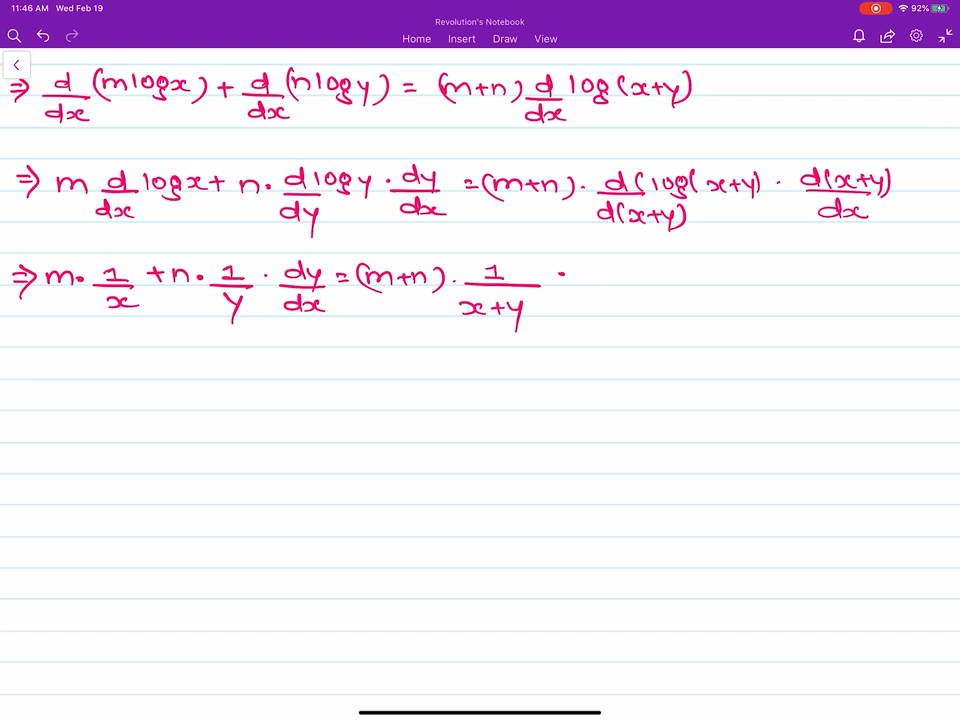 11:46 AM Wed Feb 19
92%
Revolution's Notebook
Home Insert Draw View
⇒ d/dx (m log x) + d/dx (n log y) = (m+n) d/dx log(x+y)
⇒ m d/dx log x + n · d log y/dy · dy/dx = (m+n) · d(log(x+y)/d(x+y) · d(x+y)/dx
⇒ m · 1/x + n · 1/y · dy/dx = (m+n) · 1/x+y ·